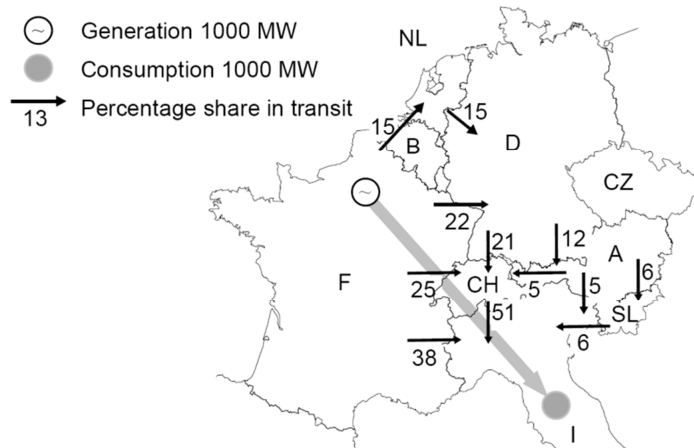 Generation 1000 MW
Consumption 1000 MW
Percentage share in transit
13
NL
15
15
B
D
~
CZ
22
21
12
A
6
F
25
CH
5
5
SL
51
6
38
I
~